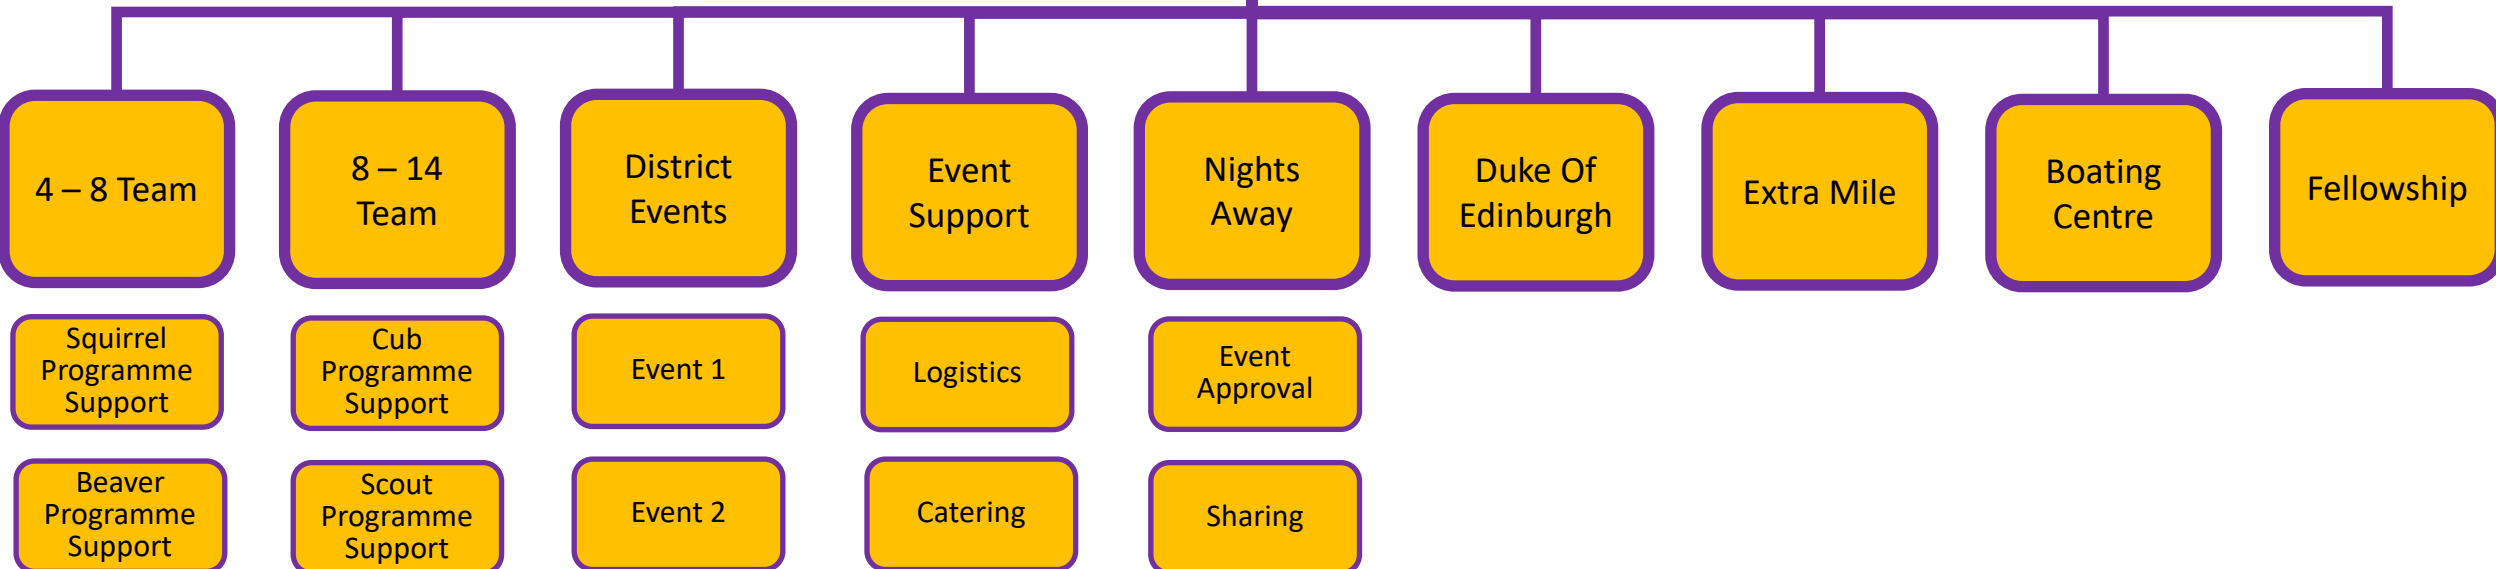 4 – 8 Team
8 – 14
Team
District
Events
Event
Support
Nights
Away
Duke Of
Edinburgh
Extra Mile
Boating
Centre
Fellowship
Squirrel
Programme
Support
Cub
Programme
Support
Event 1
Logistics
Event
Approval
Beaver
Programme
Support
Scout
Programme
Support
Event 2
Catering
Sharing